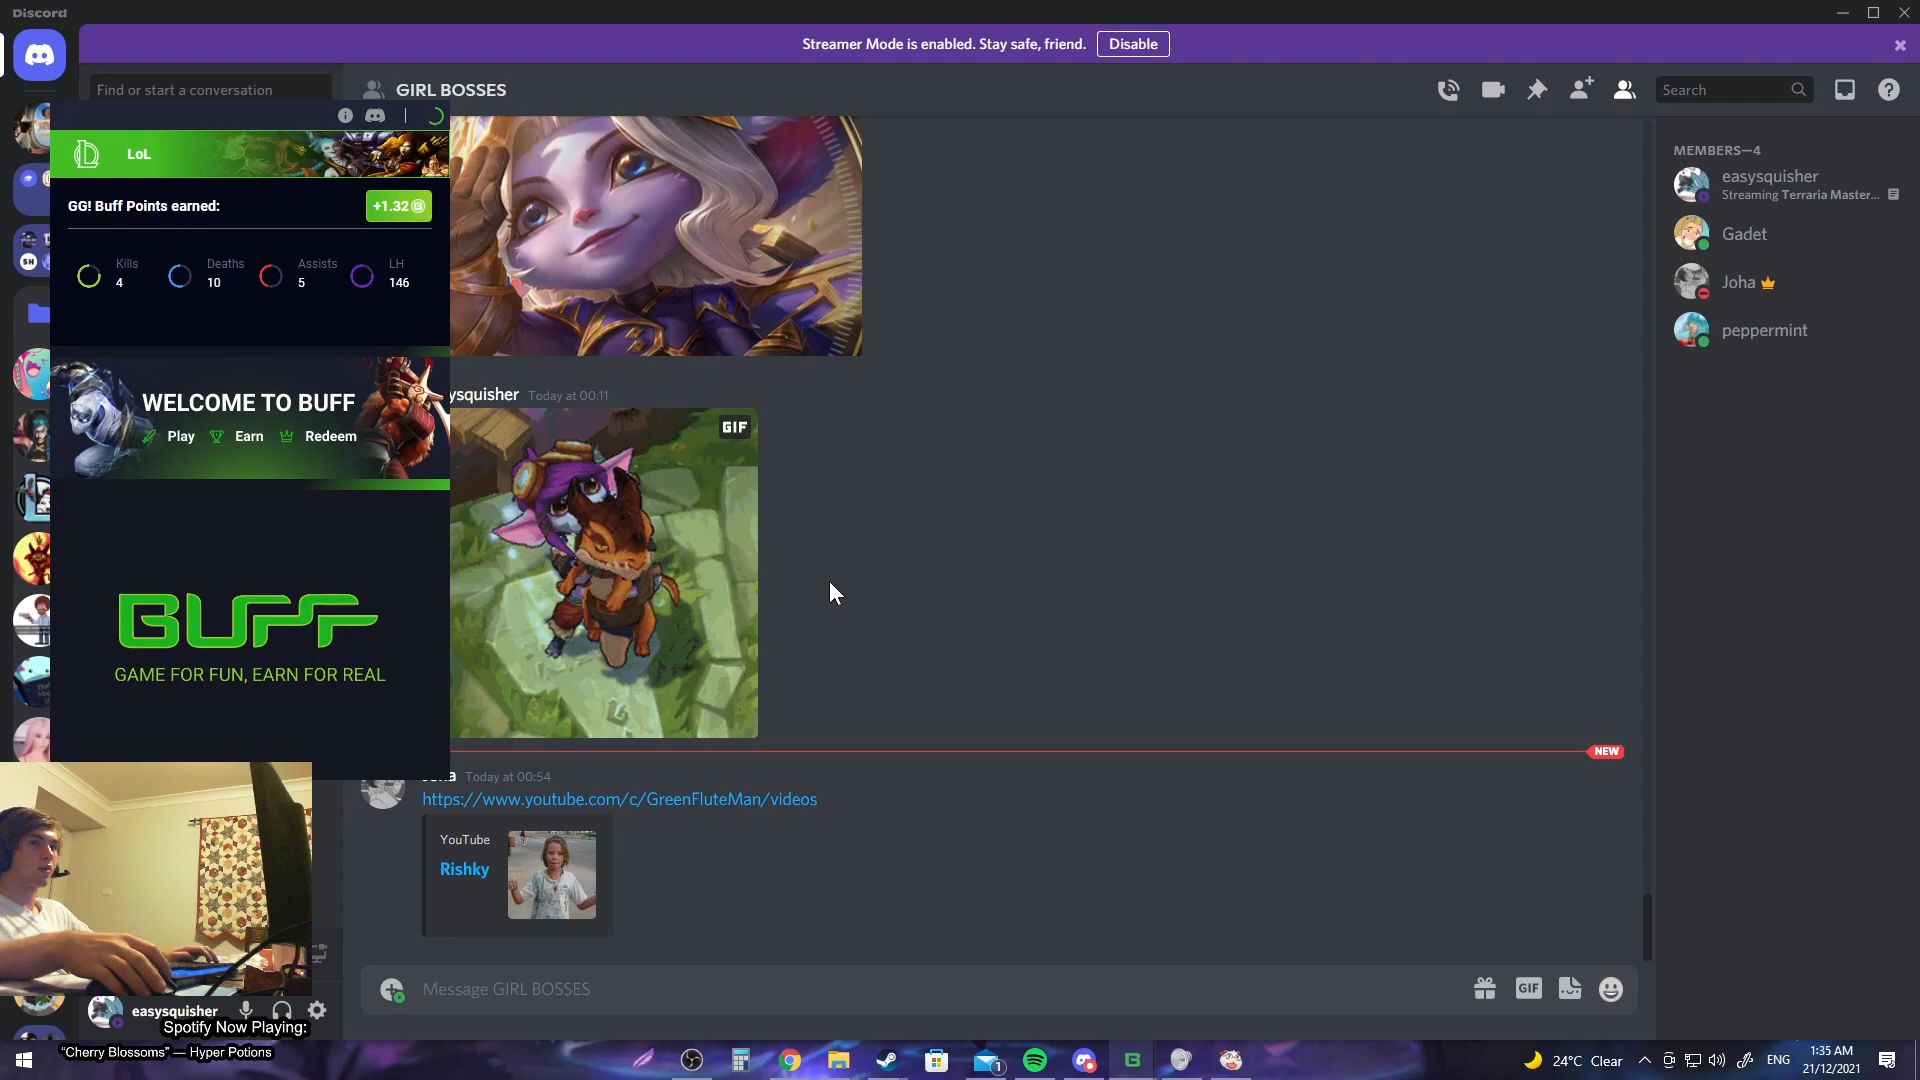 Discord
Streamer Mode is enabled. Stay safe, friend.
Disable
Find or start a conversation
GIRL BOSSES
Search
LoL
GG! Buff Points earned:
+1.32
Kills
4
Deaths
10
Assists
5
LH
146
WELCOME TO BUFF
Play
Earn
Redeem
BUFF
GAME FOR FUN, EARN FOR REAL
SH
ysquisher
Today at 00:11
GIF
NEW
Today at 00:54
https://www.youtube.com/c/GreenFluteMan/videos
YouTube
Rishky
Message GIRL BOSSES
GIF
MEMBERS—4
easysquisher
Streaming Terraria Master...
Gadet
Joha
peppermint
easysquisher
Spotify Now Playing:
"Cherry Blossoms" — Hyper Potions
1
24°C Clear
ENG
1:35 AM
21/12/2021